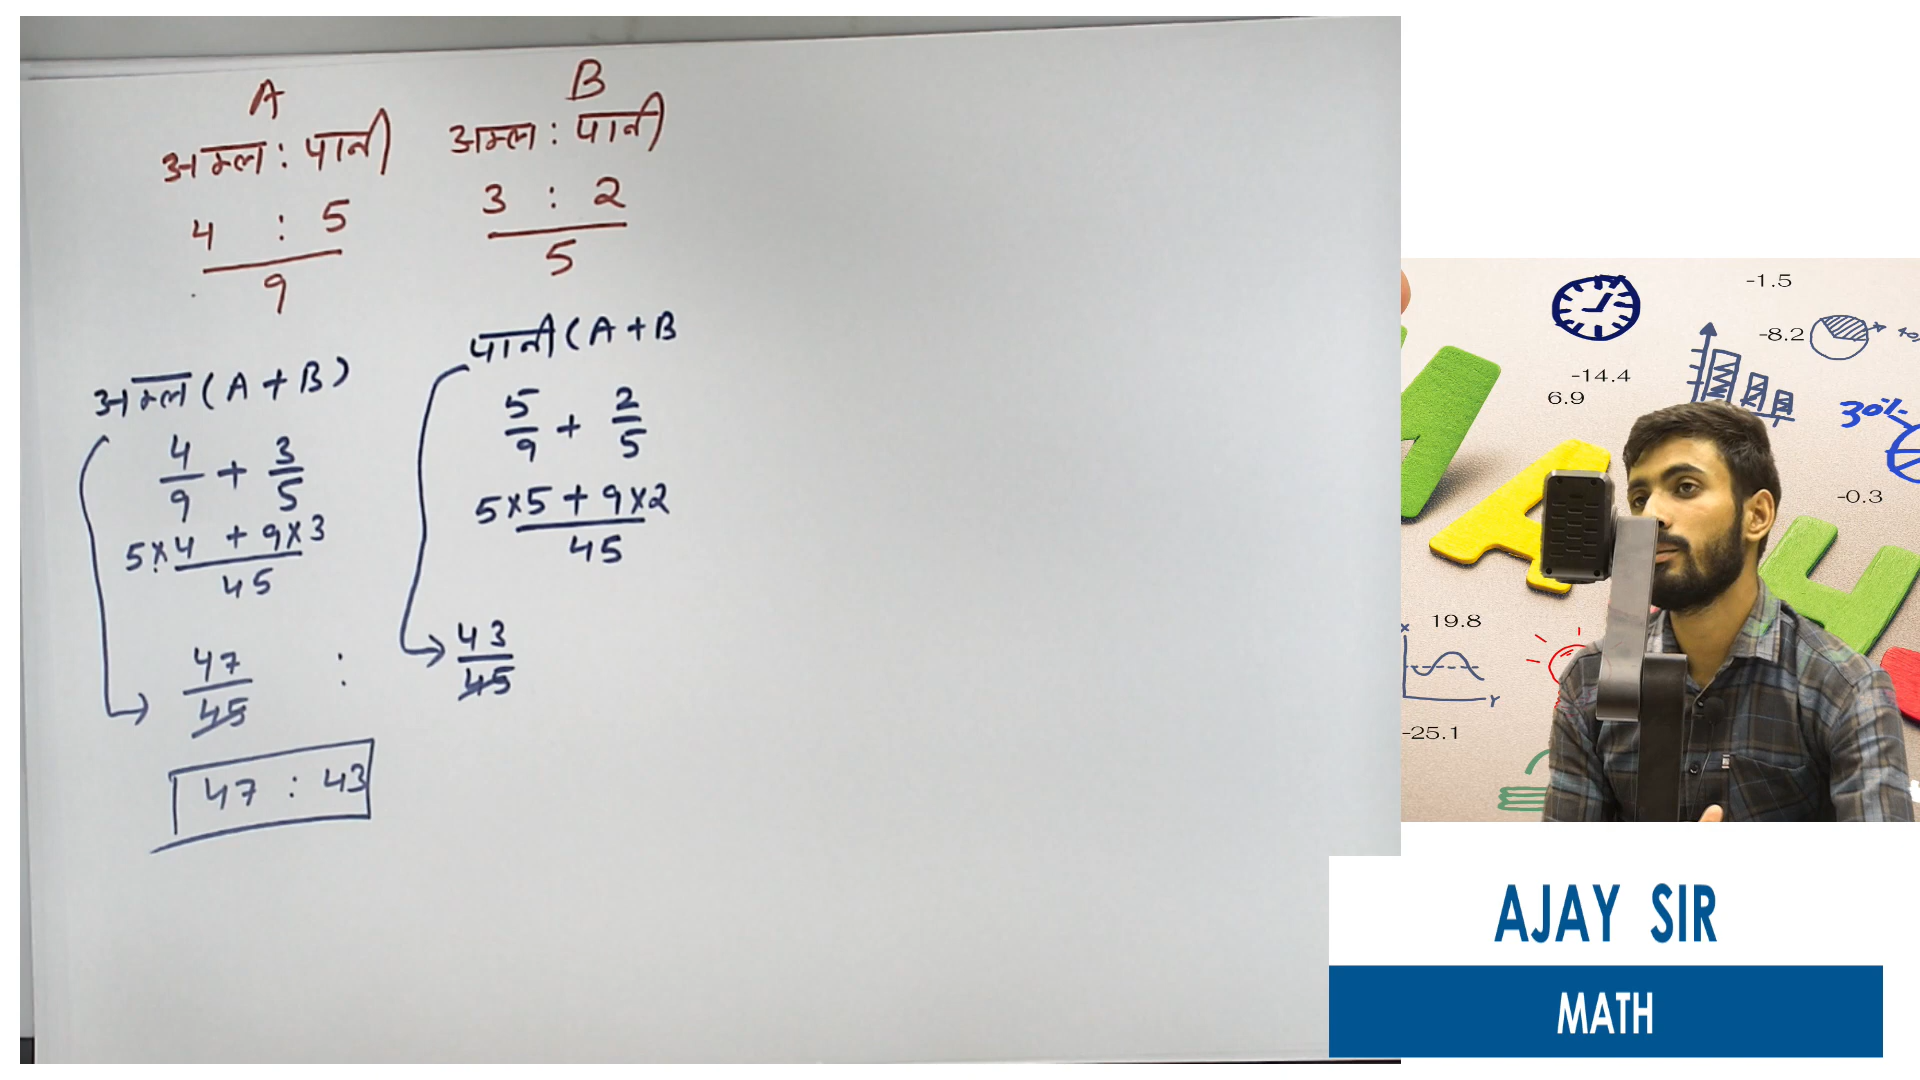 A
अम्ल : पानी
4 : 5
9
B
अम्ल : पानी
3 : 2
5
अम्ल (A + B)
4/9 + 3/5
5×4 + 9×3
45
47/45 :
पानी (A + B
5/9 + 2/5
5×5 + 9×2
45
43/45
47 : 43
-1.5
-8.2
-14.4
6.9
30%
-0.3
19.8
x
Y
-25.1
AJAY SIR
MATH